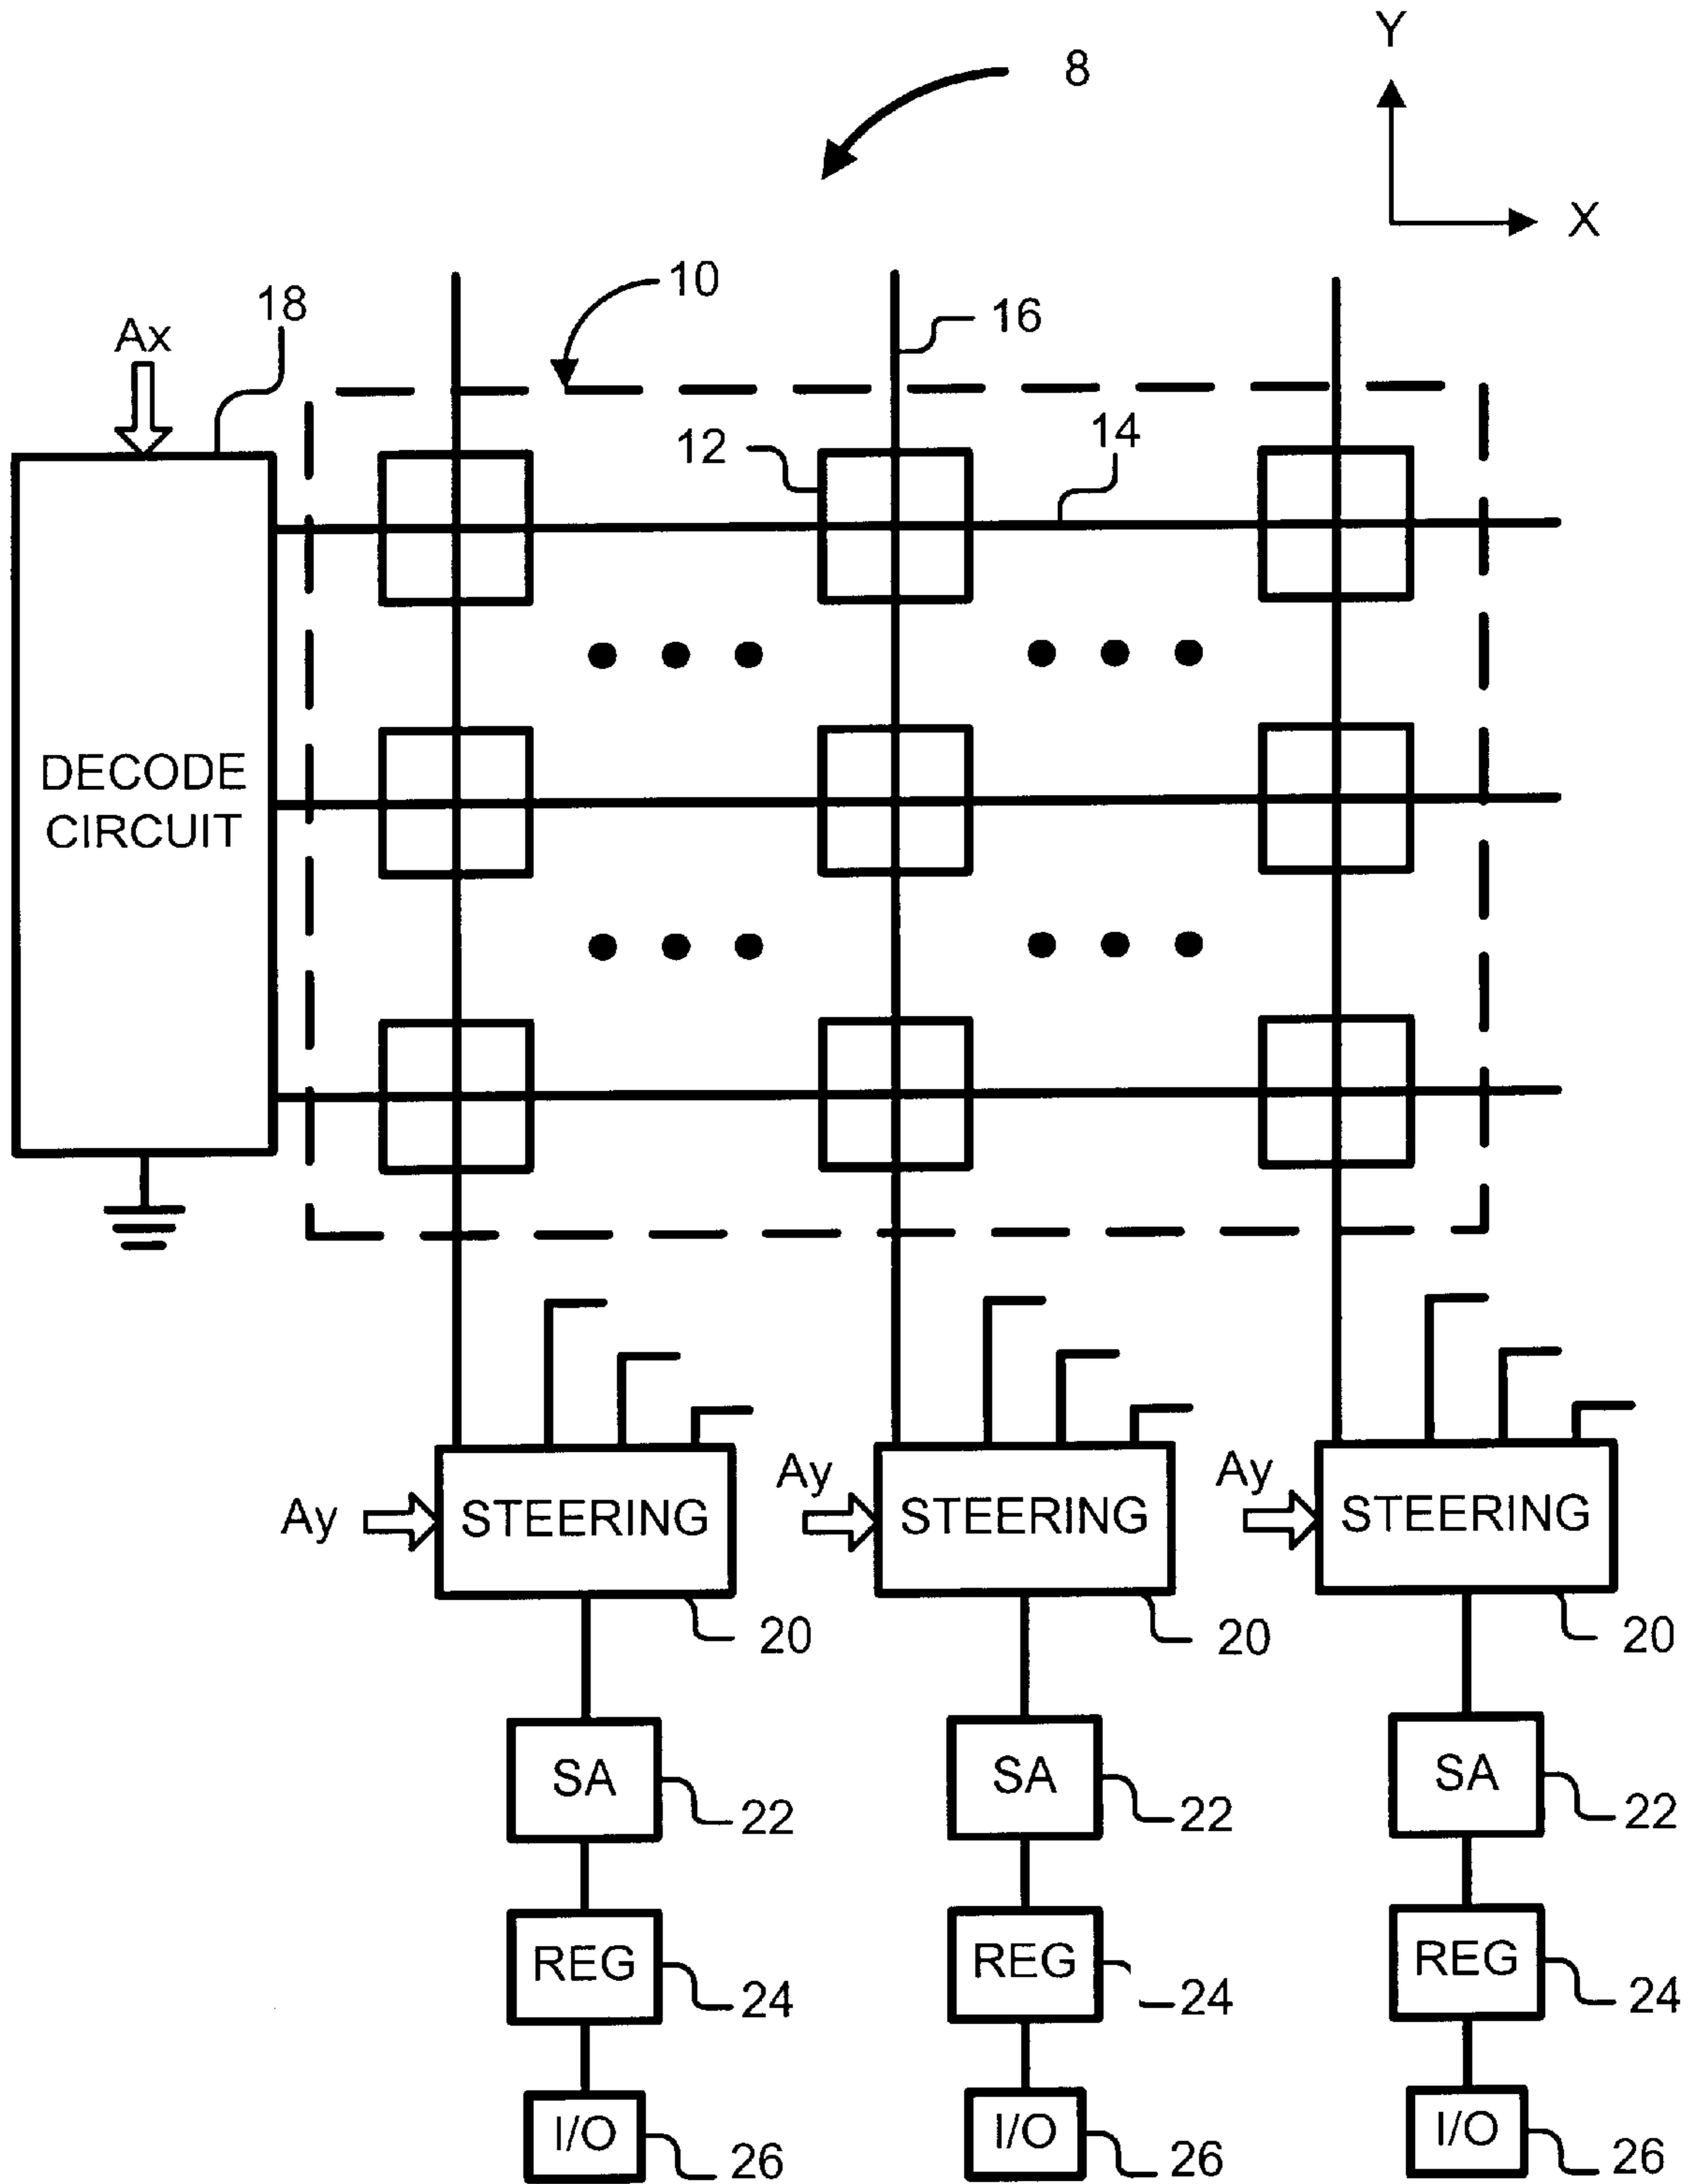 Y
8
X
10
18
16
Ax
14
12
DECODE
CIRCUIT
Ay
Ay
Ay
STEERING
STEERING
STEERING
20
20
20
SA
SA
SA
22
22
22
REG
REG
REG
24
24
24
I/O
I/O
I/O
26
26
26